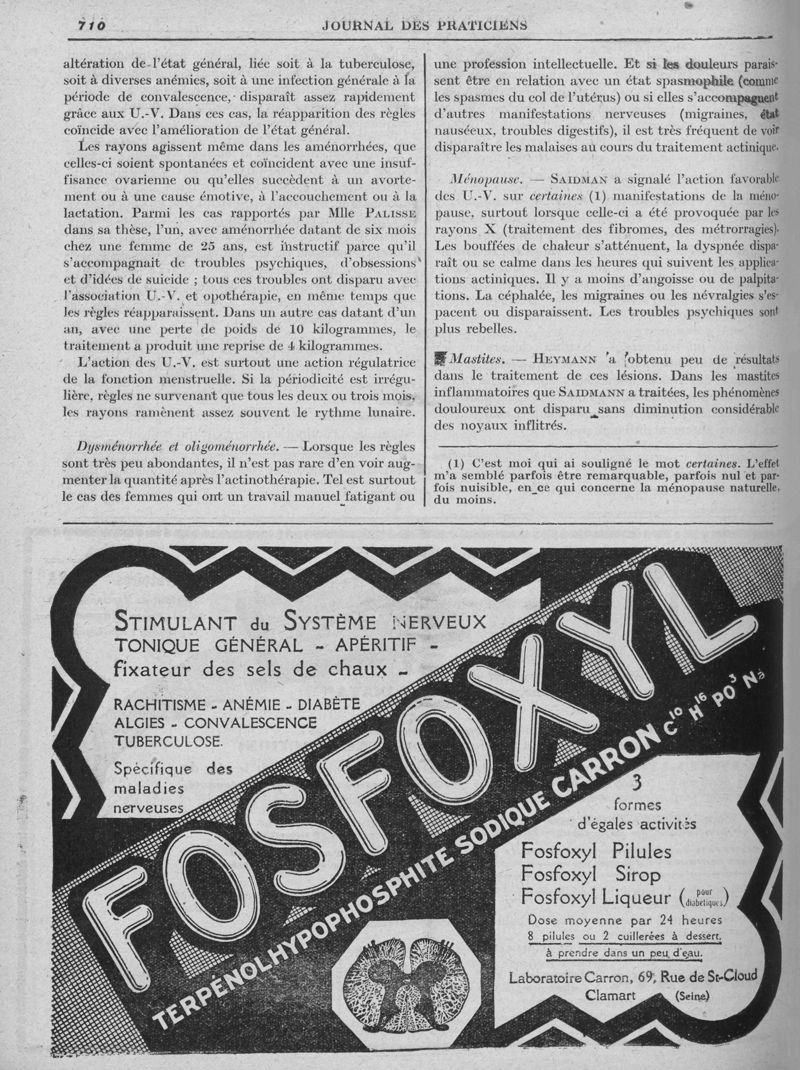 710
JOURNAL DES PRATICIENS
altération de l'état général, liée soit à la tuberculose,
soit à diverses anémies, soit à une infection générale à la
période de convalescence, disparaît assez rapidement
grâce aux U.-V. Dans ces cas, la réapparition des règles
coïncide avec l'amélioration de l'état général.
Les rayons agissent même dans les aménorrhées, que
celles-ci soient spontanées et coïncident avec une insuf-
fisance ovarienne ou qu'elles succèdent à un avorte-
ment ou à une cause émotive, à l'accouchement ou à la
lactation. Parmi les cas rapportés par Mlle PALISSE
dans sa thèse, l'un, avec aménorrhée datant de six mois
chez une femme de 25 ans, est instructif parce qu'il
s'accompagnait de troubles psychiques, d'obsessions
et d'idées de suicide ; tous ces troubles ont disparu avec
l'association U.-V. et opothérapie, en même temps que
les règles réapparaissent. Dans un autre cas datant d'un
an, avec une perte de poids de 10 kilogrammes, le
traitement a produit une reprise de 4 kilogrammes.
L'action des U.-V. est surtout une action régulatrice
de la fonction menstruelle. Si la périodicité est irrégu-
lière, règles ne survenant que tous les deux ou trois mois,
les rayons ramènent assez souvent le rythme lunaire.
Dysménorrhée et oligoménorrhée. — Lorsque les règles
sont très peu abondantes, il n'est pas rare d'en voir aug-
menter la quantité après l'actinothérapie. Tel est surtout
le cas des femmes qui ont un travail manuel fatigant ou
une profession intellectuelle. Et si les douleurs parais-
sent être en relation avec un état spasmophile (comme
les spasmes du col de l'utérus) ou si elles s'accompagnent
d'autres manifestations nerveuses (migraines, état
nauséeux, troubles digestifs), il est très fréquent de voir
disparaître les malaises au cours du traitement actinique.
Ménopause. — SAIDMAN a signalé l'action favorable
des U.-V. sur certaines (1) manifestations de la méno-
pause, surtout lorsque celle-ci a été provoquée par les
rayons X (traitement des fibromes, des métrorragies).
Les bouffées de chaleur s'atténuent, la dyspnée dispa-
raît ou se calme dans les heures qui suivent les applica-
tions actiniques. Il y a moins d'angoisse ou de palpita-
tions. La céphalée, les migraines ou les névralgies s'es-
pacent ou disparaissent. Les troubles psychiques sont
plus rebelles.
Mastites. — HEYMANN a obtenu peu de résultats
dans le traitement de ces lésions. Dans les mastites
inflammatoires que SAIDMAN a traitées, les phénomènes
douloureux ont disparu sans diminution considérable
des noyaux inflitrés.
(1) C'est moi qui ai souligné le mot certaines. L'effet
m'a semblé parfois être remarquable, parfois nul et par-
fois nuisible, en ce qui concerne la ménopause naturelle,
du moins.
STIMULANT du SYSTÈME NERVEUX
TONIQUE GÉNÉRAL - APÉRITIF -
fixateur des sels de chaux -
RACHITISME - ANÉMIE - DIABÈTE
ALGIES - CONVALESCENCE
TUBERCULOSE.
Spécifique des
maladies
nerveuses
FOSFOXYL
TERPÉNOLHYPOPHOSPHITE SODIQUE CARRON C10 H16 PO3 Na
3
formes
d'égales activités
Fosfoxyl Pilules
Fosfoxyl Sirop
Fosfoxyl Liqueur (pour diabetiques)
Dose moyenne par 24 heures
8 pilules ou 2 cuillerées à dessert,
à prendre dans un peu d'eau.
Laboratoire Carron, 69, Rue de St-Cloud
Clamart (Seine)